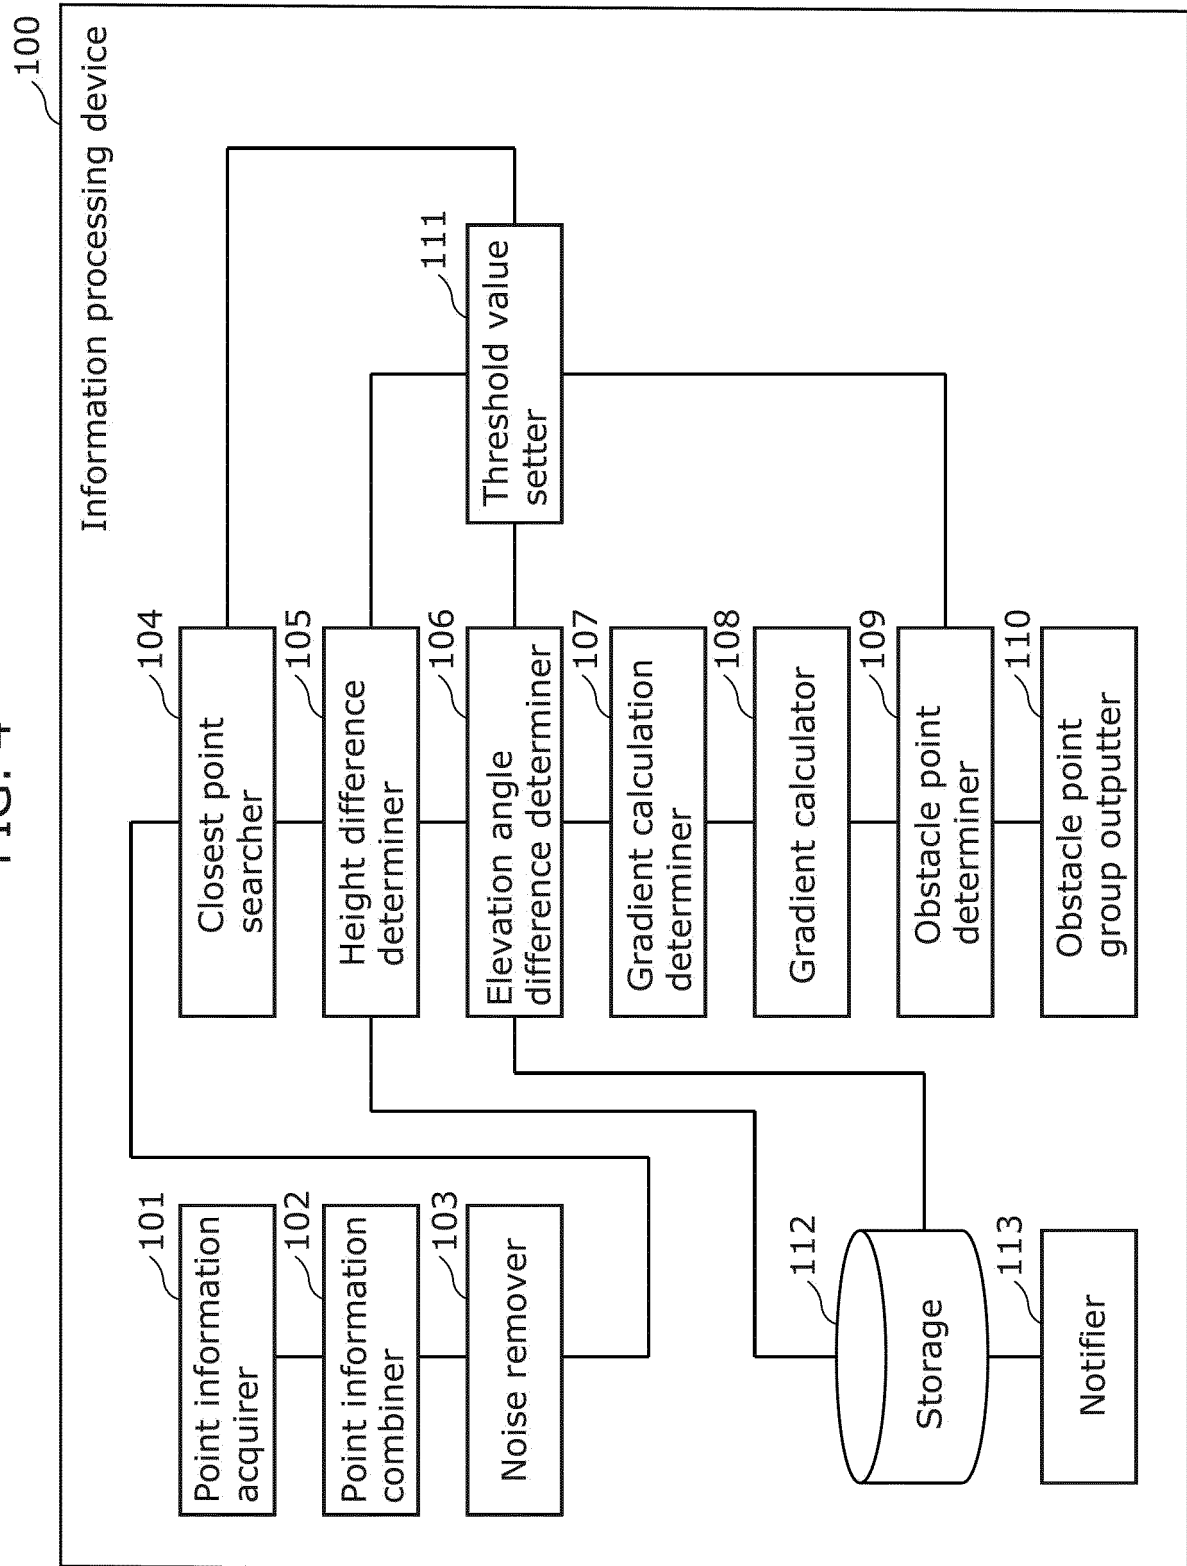 FIG. 4
100
Information processing device
101
Point information
acquirer
102
Point information
combiner
103
Noise remover
104
Closest point
searcher
105
Height difference
determiner
106
Elevation angle
difference determiner
107
Gradient calculation
determiner
108
Gradient calculator
109
Obstacle point
determiner
110
Obstacle point
group outputter
111
Threshold value
setter
112
Storage
113
Notifier